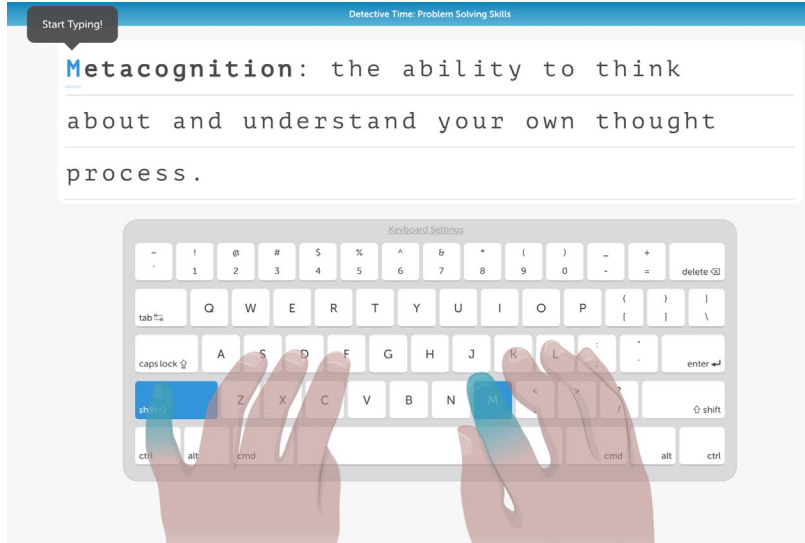 Detective Time: Problem Solving Skills
Start Typing!
Metacognition: the ability to think
about and understand your own thought
process.
Keyboard Settings
~ ! @ # $ % ^ & * ( ) _ +
` 1 2 3 4 5 6 7 8 9 0 - = delete
tab Q W E R T Y U I O P { [ } ] | \
caps lock A S D F G H J K L : ; " ' enter
shift Z X C V B N M < , > . ? / shift
ctrl alt cmd cmd alt ctrl